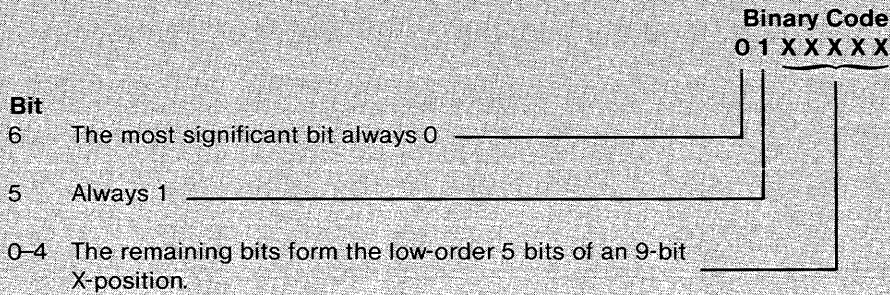 Binary Code
0 1 X X X X X
Bit
6 The most significant bit always 0
5 Always 1
0–4 The remaining bits form the low-order 5 bits of an 9-bit
X-position.